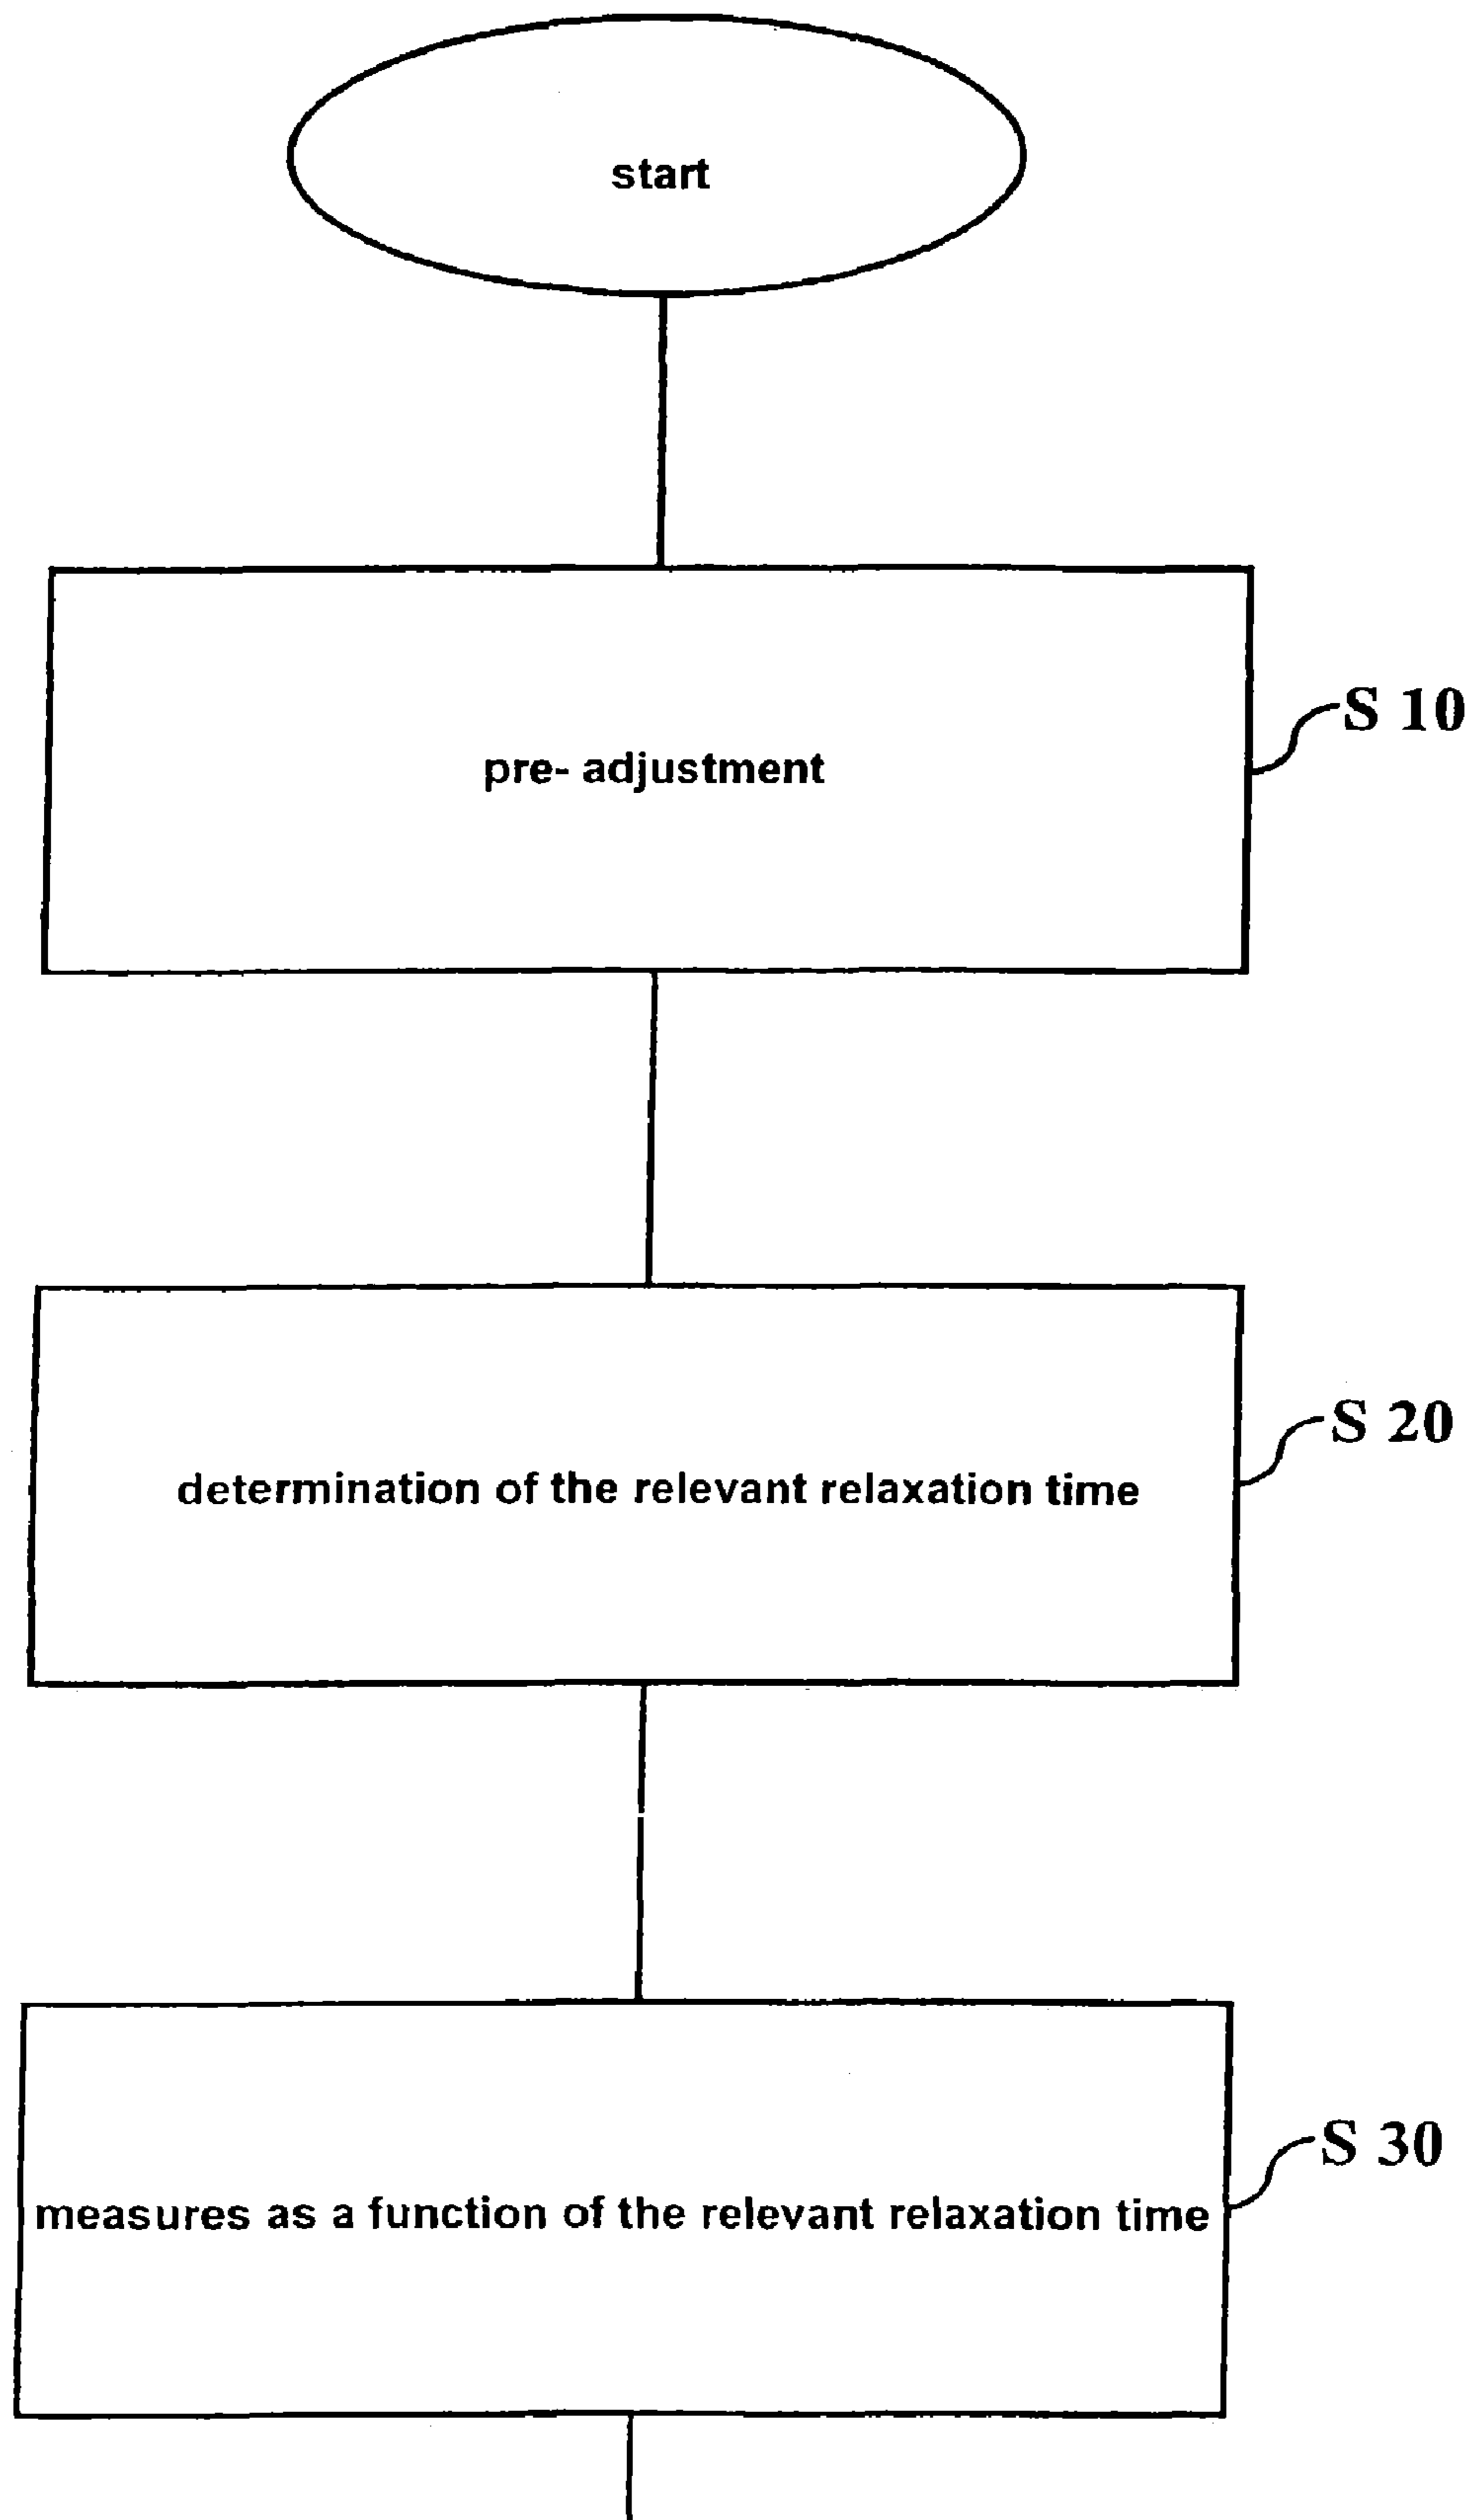 start
S 10
pre- adjustment
S 20
determination of the relevant relaxation time
S 30
measures as a function of the relevant relaxation time